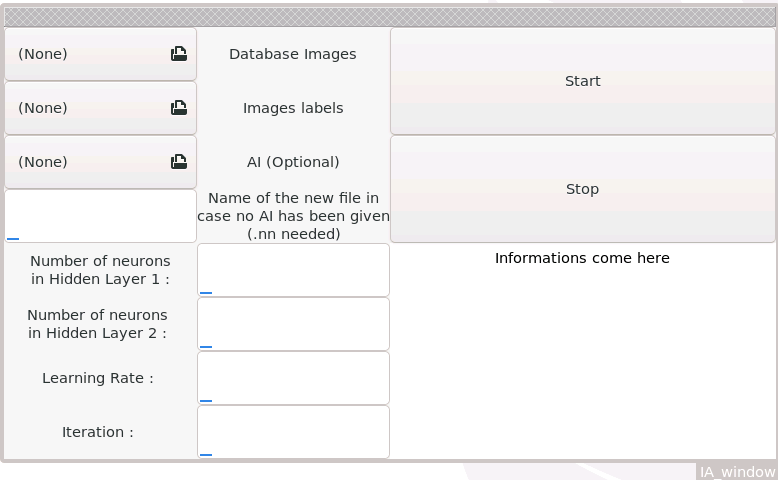 (None)
Database Images
Start
(None)
Images labels
(None)
AI (Optional)
Stop
Name of the new file in
case no AI has been given
(.nn needed)
Number of neurons
in Hidden Layer 1 :
Informations come here
Number of neurons
in Hidden Layer 2 :
Learning Rate :
Iteration :
IA_window